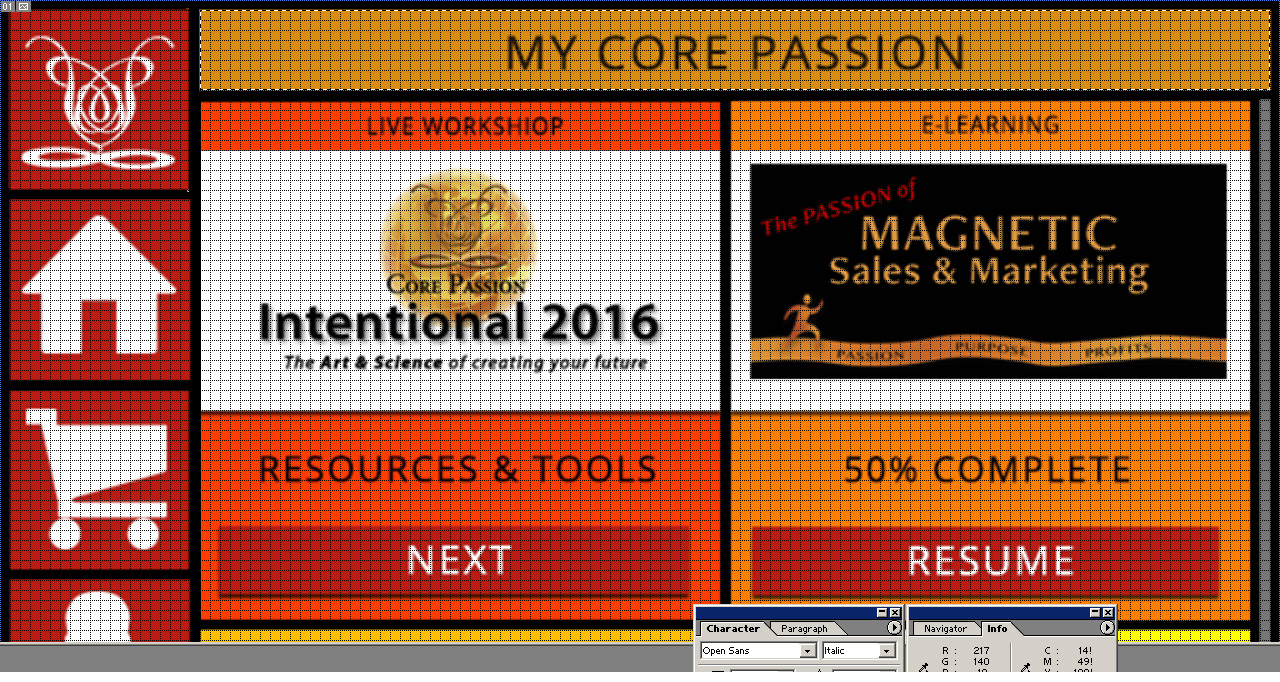 01
MY CORE PASSION
LIVE WORKSHIOP
E-LEARNING
CORE PASSION
Intentional 2016
The Art & Science of creating your future
The PASSION of
MAGNETIC
Sales & Marketing
PASSION PURPOSE PROFITS
RESOURCES & TOOLS
50% COMPLETE
NEXT
RESUME
Character Paragraph
Open Sans Italic
Navigator Info
R : 217 C : 14!
G : 140 M : 49!